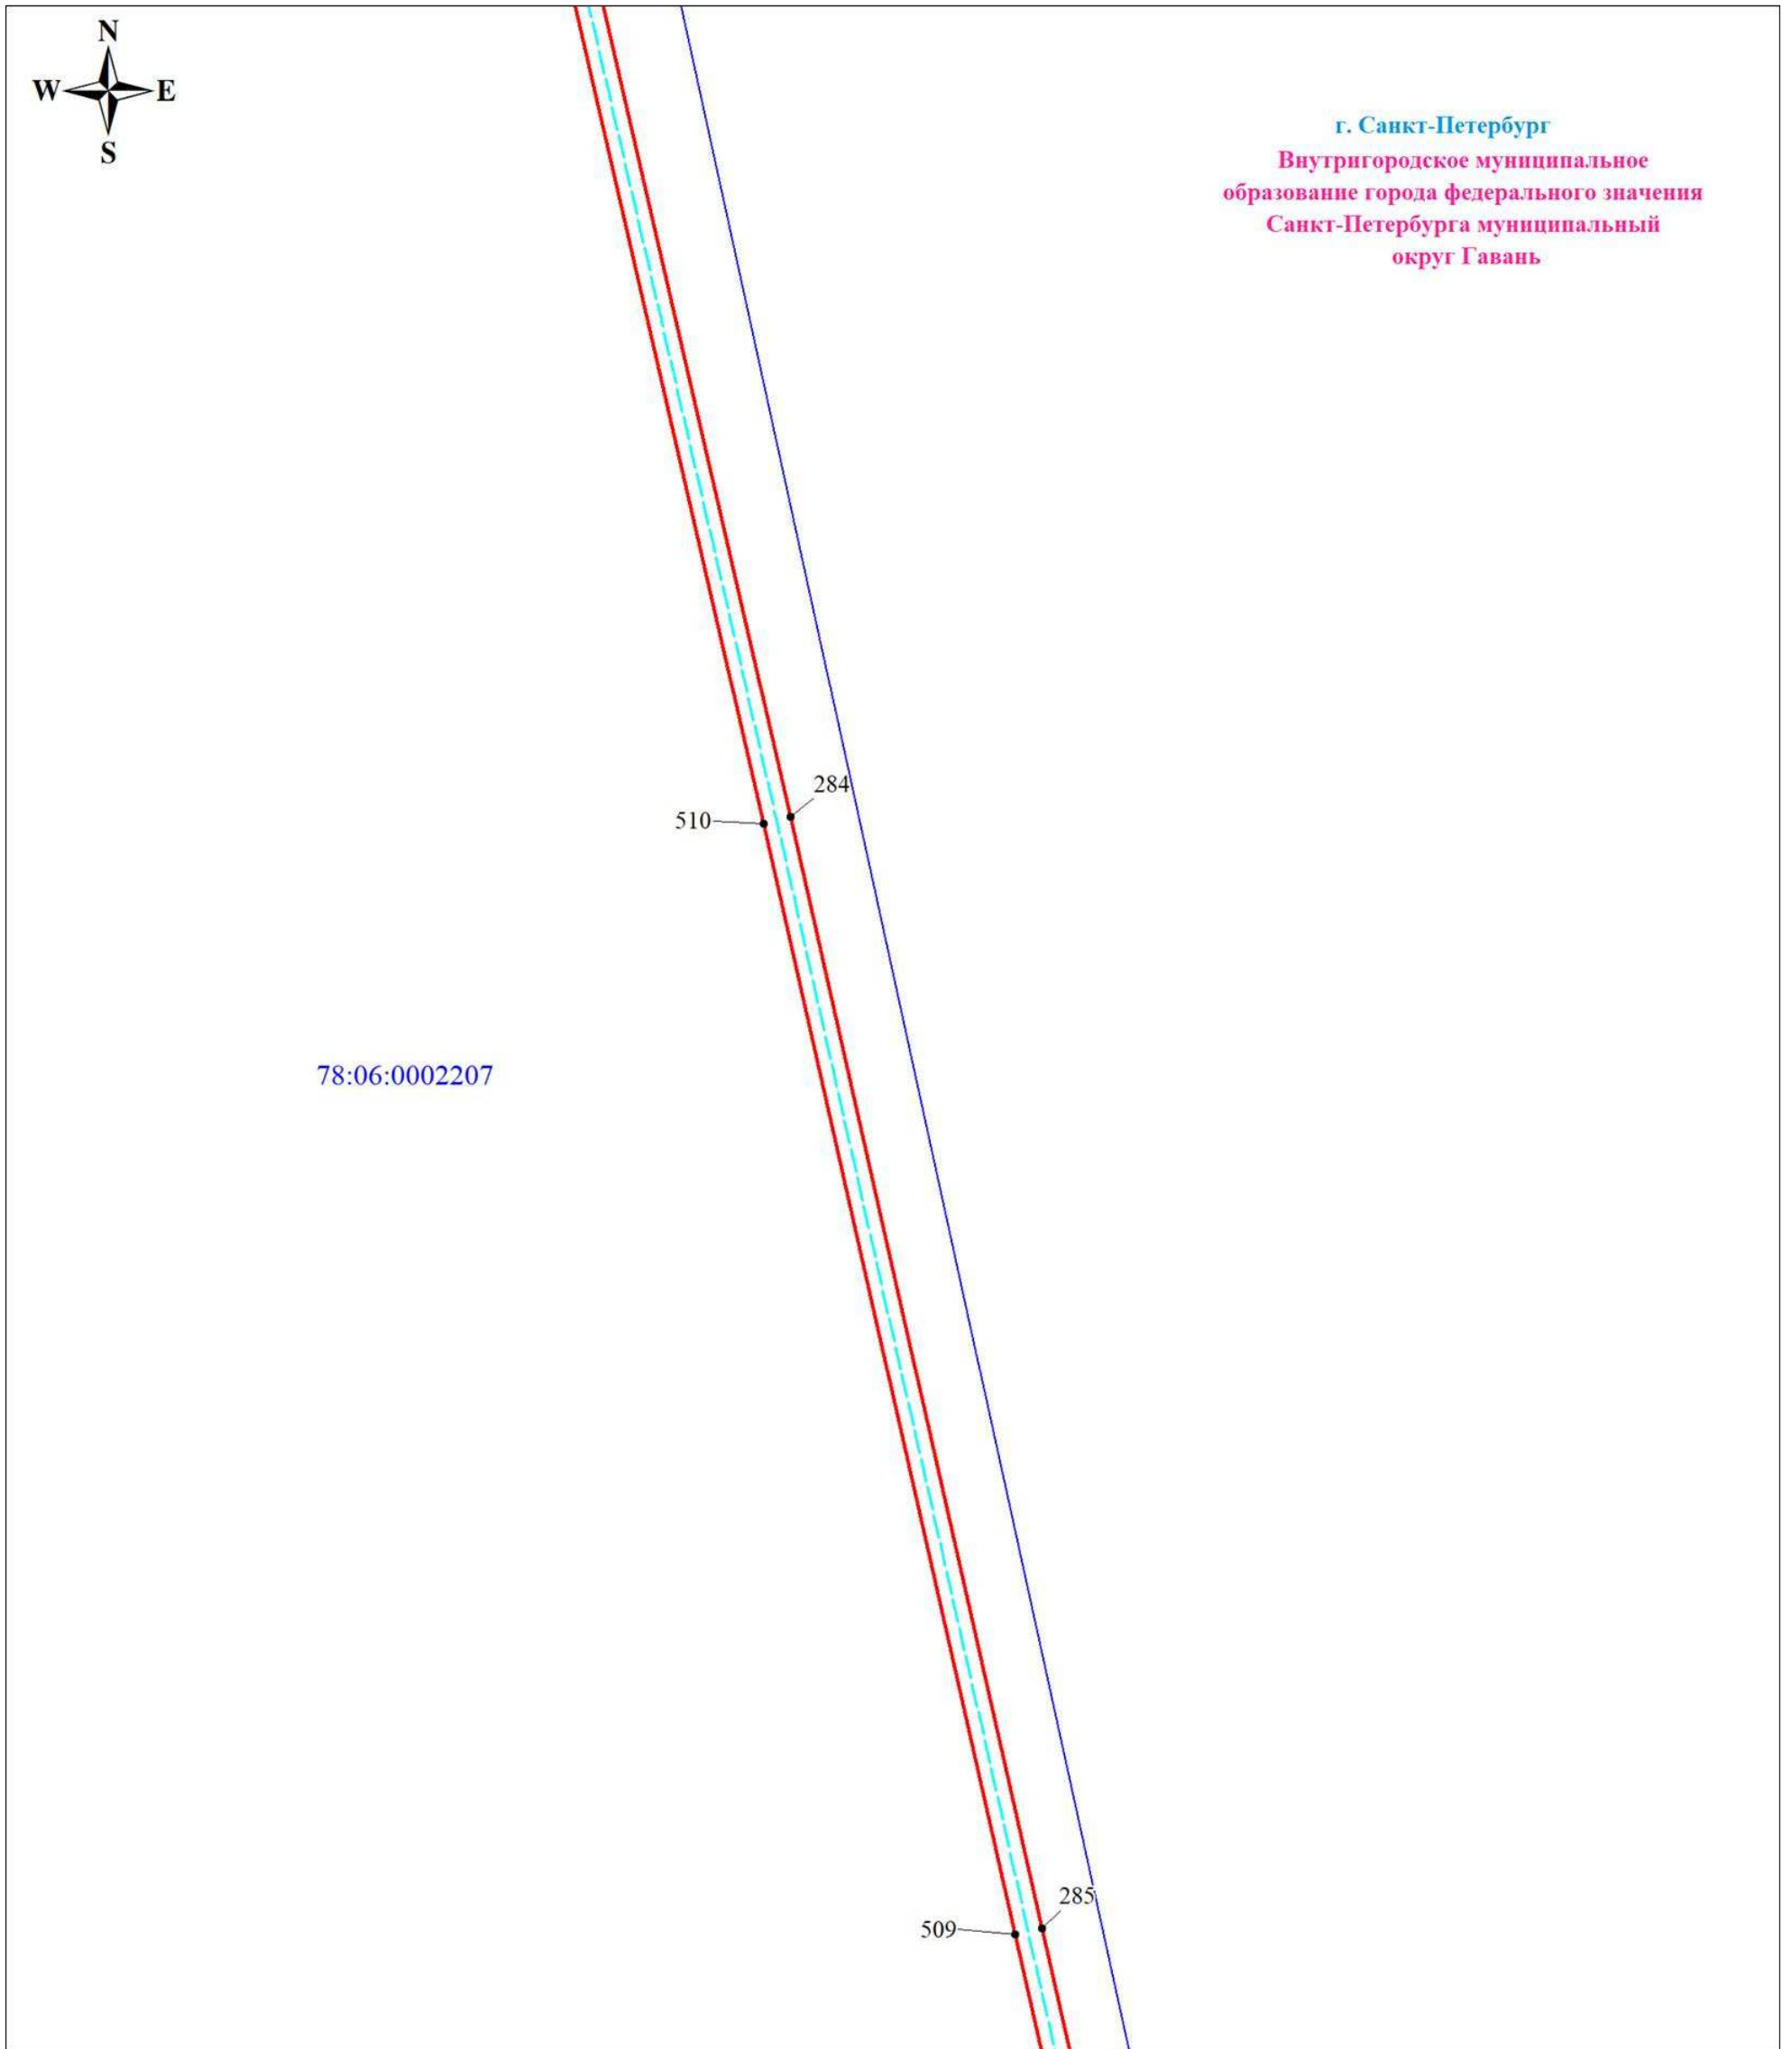 N
W E
S
г. Санкт-Петербург
Внутригородское муниципальное
образование города федерального значения
Санкт-Петербурга муниципальный
округ Гавань
284
510
78:06:0002207
285
509